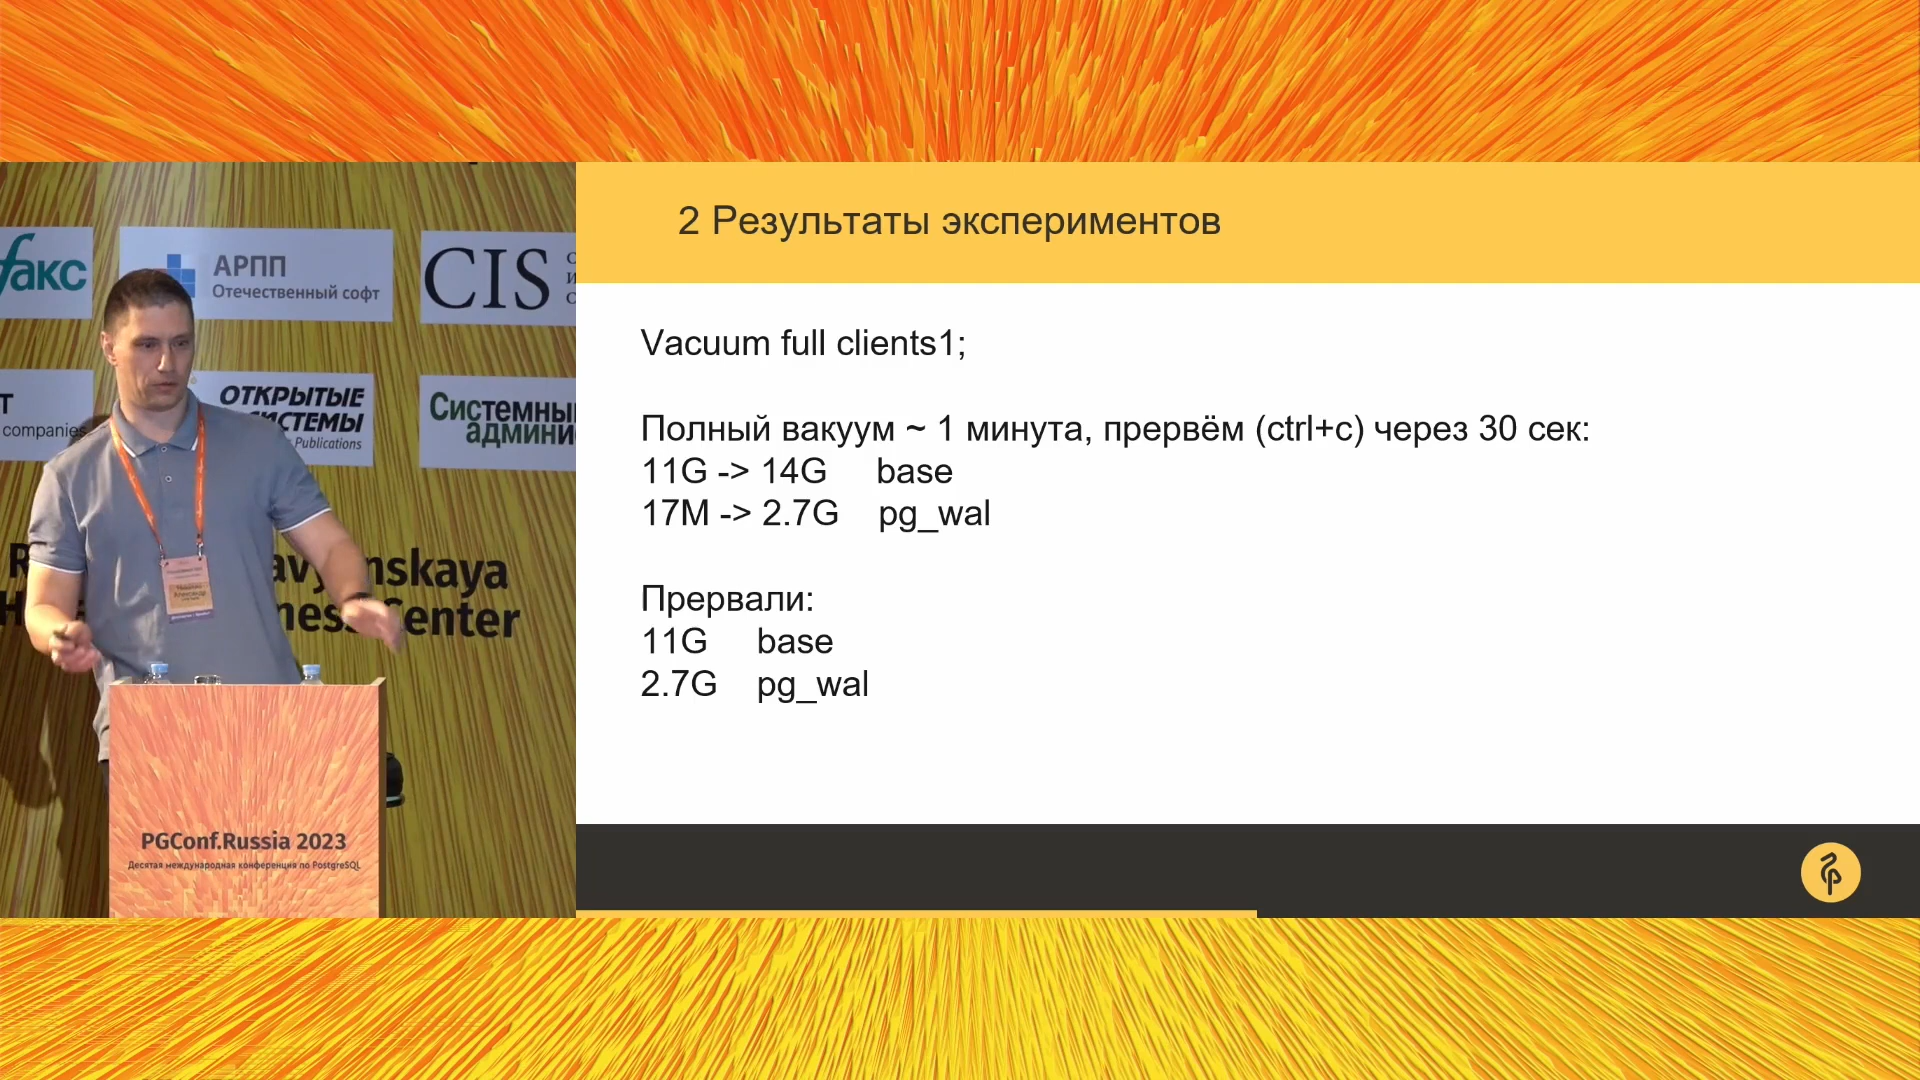 2 Результаты экспериментов
Vacuum full clients1;
Полный вакуум ~ 1 минута, прервём (ctrl+c) через 30 сек:
11G -> 14G base
17M -> 2.7G pg_wal
Прервали:
11G base
2.7G pg_wal
факс
АРПП
Отечественный софт
CIS
Т
companies
ОТКРЫТЫЕ
СИСТЕМЫ
Publications
Системны
админи
nskaya
Center
PGConf.Russia 2023
Десятая международная конференция по PostgreSQL